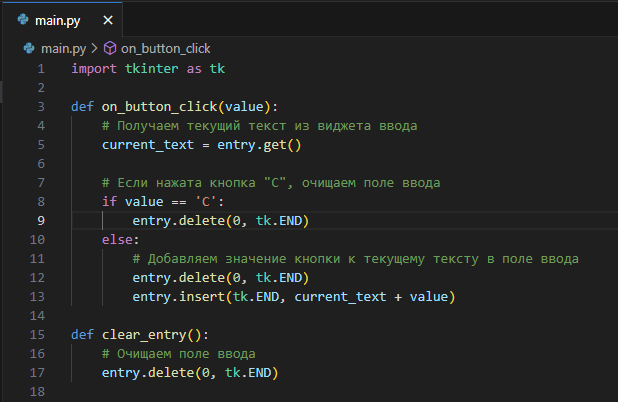 main.py ×
main.py > on_button_click
1 import tkinter as tk
2
3 def on_button_click(value):
4     # Получаем текущий текст из виджета ввода
5     current_text = entry.get()
6
7     # Если нажата кнопка "C", очищаем поле ввода
8     if value == 'C':
9         entry.delete(0, tk.END)
10     else:
11         # Добавляем значение кнопки к текущему тексту в поле ввода
12         entry.delete(0, tk.END)
13         entry.insert(tk.END, current_text + value)
14
15 def clear_entry():
16     # Очищаем поле ввода
17     entry.delete(0, tk.END)
18